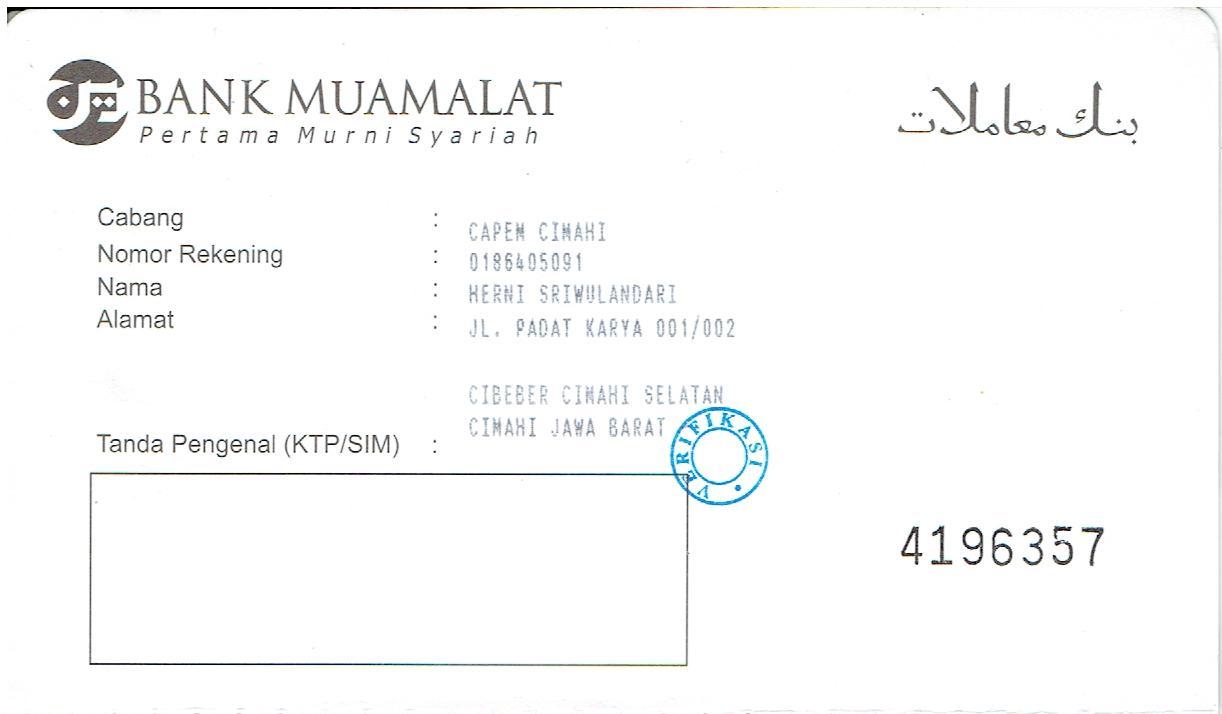 BANK MUAMALAT
Pertama Murni Syariah
بنك معاملات
Cabang : CAPEM CIMAHI
Nomor Rekening : 0186405091
Nama : HERNI SRIWULANDARI
Alamat : JL. PADAT KARYA 001/002
CIBEBER CIMAHI SELATAN
CIMAHI JAWA BARAT
Tanda Pengenal (KTP/SIM) :
VERIFIKASI
4196357